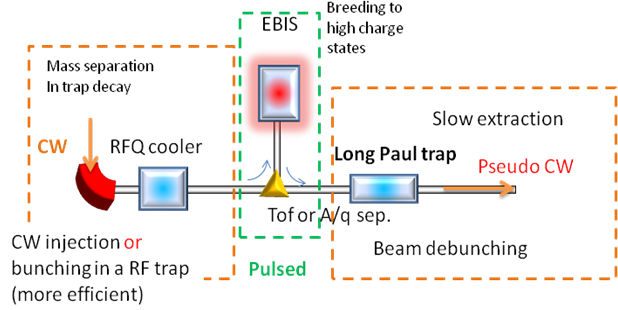 EBIS
Breeding to
high charge
states
Mass separation
In trap decay
CW
RFQ cooler
Slow extraction
Long Paul trap
Pseudo CW
Tof or A/q sep.
CW injection or
bunching in a RF trap
(more efficient)
Pulsed
Beam debunching